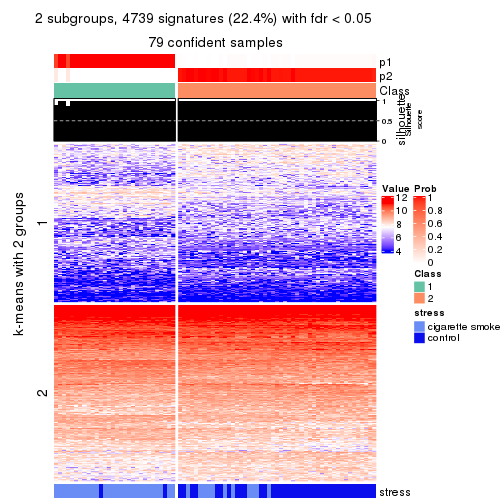 2 subgroups, 4739 signatures (22.4%) with fdr < 0.05
79 confident samples
p1
p2
Class
1
0.5
0
silhouette
Silhouette
score
k-means with 2 groups
1
2
Value
12
10
8
6
4
Prob
1
0.8
0.6
0.4
0.2
0
Class
1
2
stress
cigarette smoke
control
stress